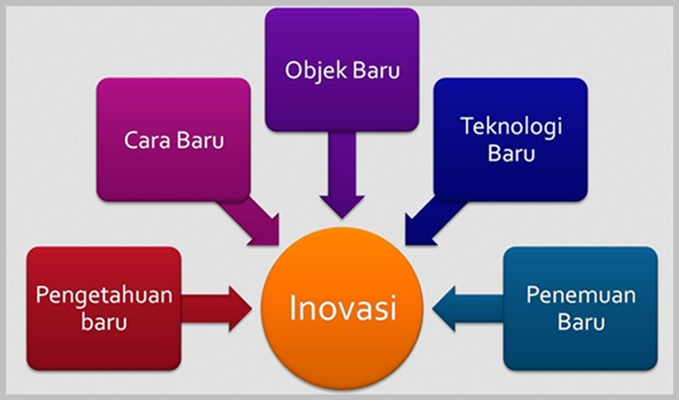 Objek Baru
Cara Baru
Teknologi
Baru
Pengetahuan
baru
Inovasi
Penemuan
Baru